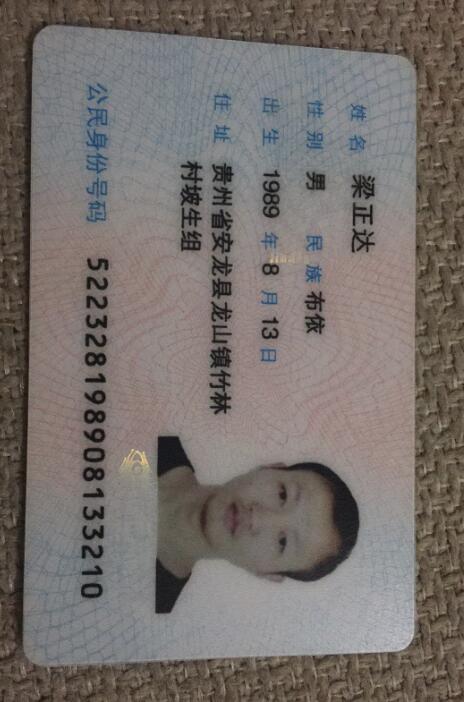 姓名 梁正达
性别 男 民族 布依
出生 1989 年 8 月 13 日
住址 贵州省安龙县龙山镇竹林
村坡生组
公民身份号码 522328198908133210